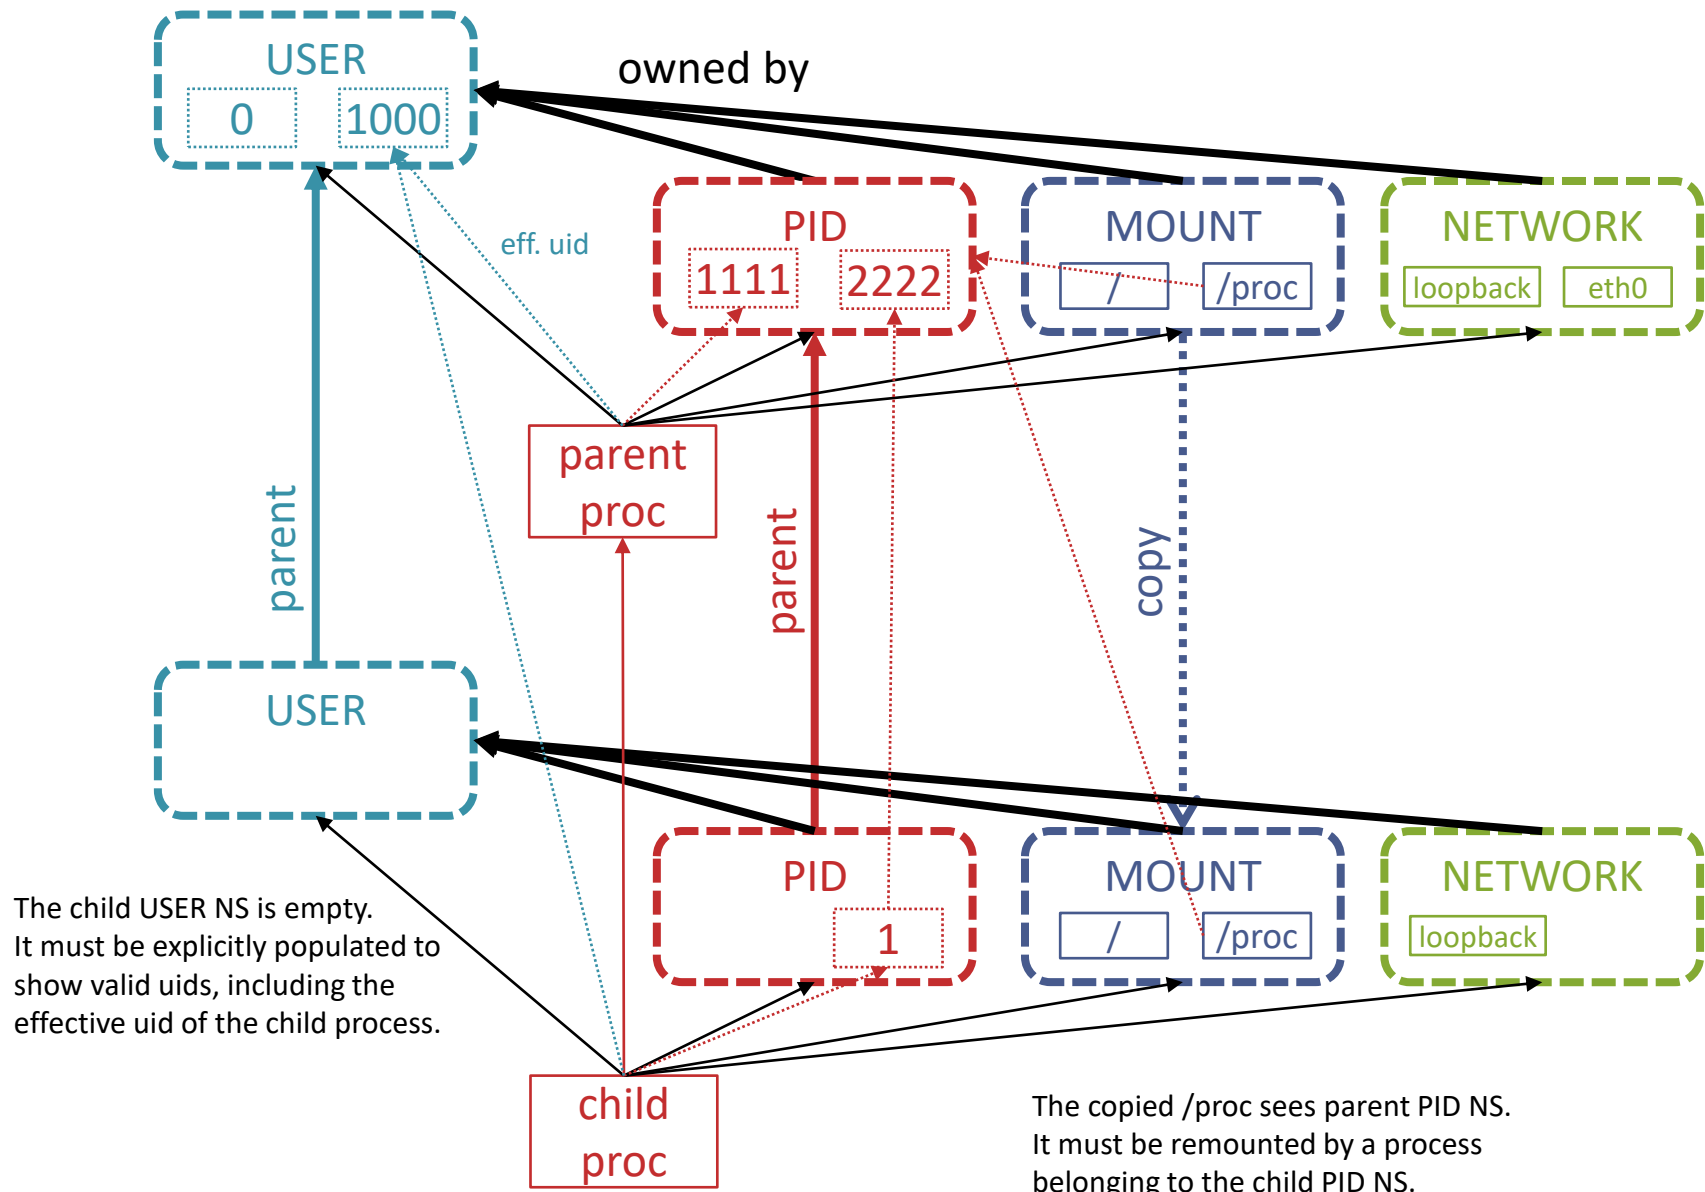 USER
0 1000
owned by
eff. uid
PID
1111 2222
MOUNT
/ /proc
NETWORK
loopback eth0
parent
proc
parent
parent
copy
USER
PID
1
MOUNT
/ /proc
NETWORK
loopback
The child USER NS is empty.
It must be explicitly populated to
show valid uids, including the
effective uid of the child process.
child
proc
The copied /proc sees parent PID NS.
It must be remounted by a process
belonging to the child PID NS.